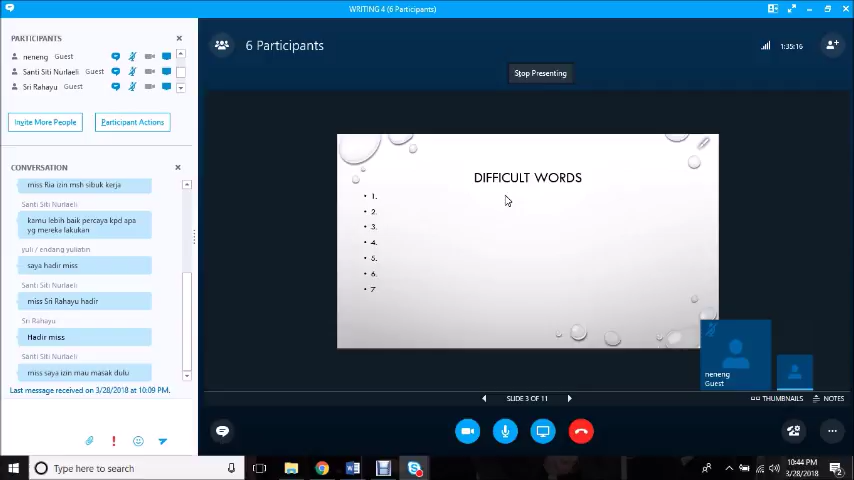 WRITING 4 (6 Participants)
PARTICIPANTS
neneng Guest
Santi Siti Nurlaeli Guest
Sri Rahayu Guest
Invite More People
Participant Actions
CONVERSATION
miss Ria izin msh sibuk kerja
Santi Siti Nurlaeli
kamu lebih baik percaya kpd apa
yg mereka lakukan
yuli / endang yuliatin
saya hadir miss
Santi Siti Nurlaeli
miss Sri Rahayu hadir
Sri Rahayu
Hadir miss
Santi Siti Nurlaeli
miss saya izin mau masak dulu
Last message received on 3/28/2018 at 10:09 PM.
6 Participants
1:35:16
Stop Presenting
DIFFICULT WORDS
• 1.
• 2.
• 3.
• 4.
• 5.
• 6.
• 7
neneng
Guest
SLIDE 3 OF 11
THUMBNAILS
NOTES
Type here to search
10:44 PM
3/28/2018
2